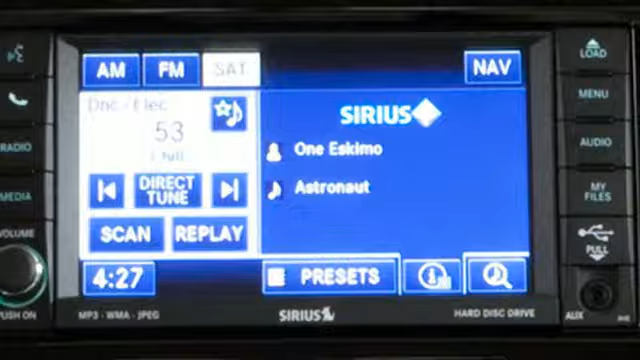 AM FM SAT NAV
LOAD
MENU
RADIO
AUDIO
MEDIA
MY FILES
VOLUME
PUSH ON
53
SIRIUS
One Eskimo
Astronaut
DIRECT TUNE
SCAN REPLAY
4:27 PRESETS
PULL
MP3 - WMA - JPEG
SIRIUS
HARD DISC DRIVE
AUX